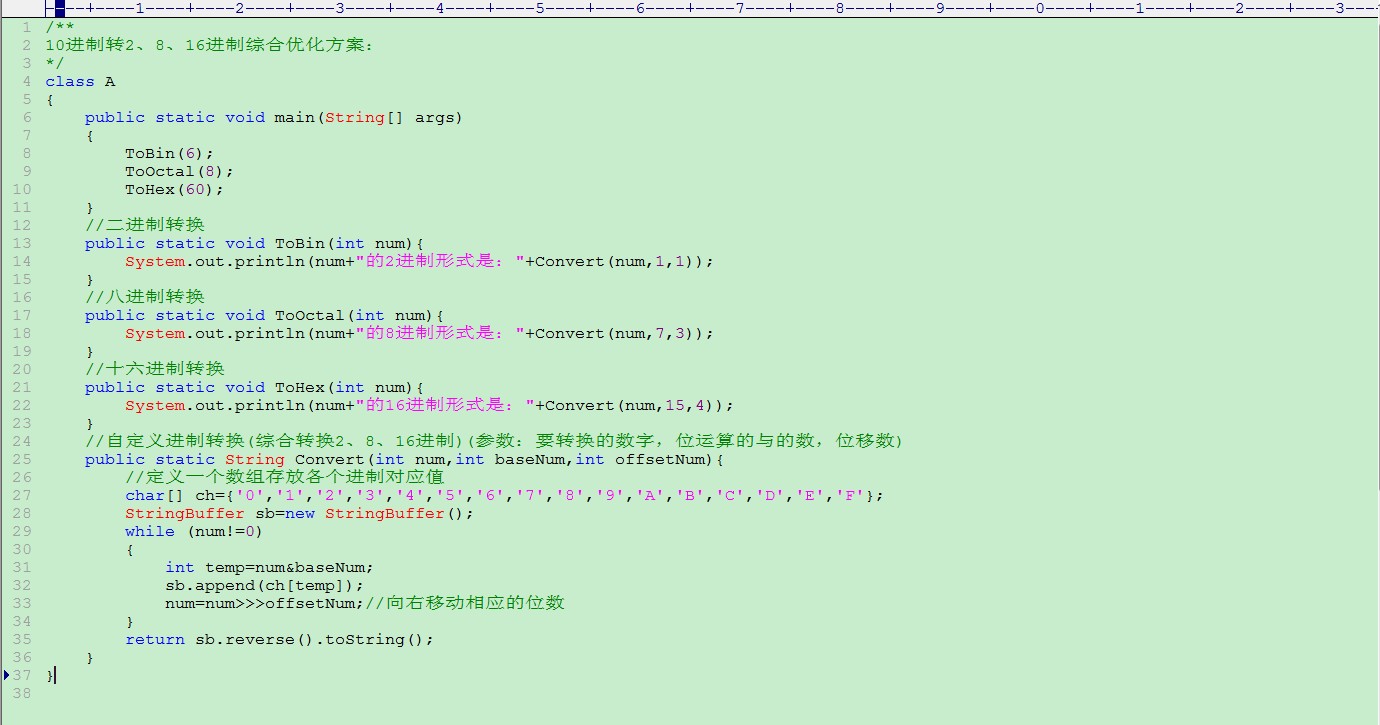 ----+----1----+----2----+----3----+----4----+----5----+----6----+----7----+----8----+----9----+----0----+----1----+----2----+----3---
1 /**
2 10进制转2、8、16进制综合优化方案：
3 */
4 class A
5 {
6     public static void main(String[] args)
7     {
8         ToBin(6);
9         ToOctal(8);
10         ToHex(60);
11     }
12     //二进制转换
13     public static void ToBin(int num){
14         System.out.println(num+"的2进制形式是："+Convert(num,1,1));
15     }
16     //八进制转换
17     public static void ToOctal(int num){
18         System.out.println(num+"的8进制形式是："+Convert(num,7,3));
19     }
20     //十六进制转换
21     public static void ToHex(int num){
22         System.out.println(num+"的16进制形式是："+Convert(num,15,4));
23     }
24     //自定义进制转换(综合转换2、8、16进制)(参数：要转换的数字，位运算的与的数，位移数)
25     public static String Convert(int num,int baseNum,int offsetNum){
26         //定义一个数组存放各个进制对应值
27         char[] ch={'0','1','2','3','4','5','6','7','8','9','A','B','C','D','E','F'};
28         StringBuffer sb=new StringBuffer();
29         while (num!=0)
30         {
31             int temp=num&baseNum;
32             sb.append(ch[temp]);
33             num=num>>>offsetNum;//向右移动相应的位数
34         }
35         return sb.reverse().toString();
36     }
37 }
38